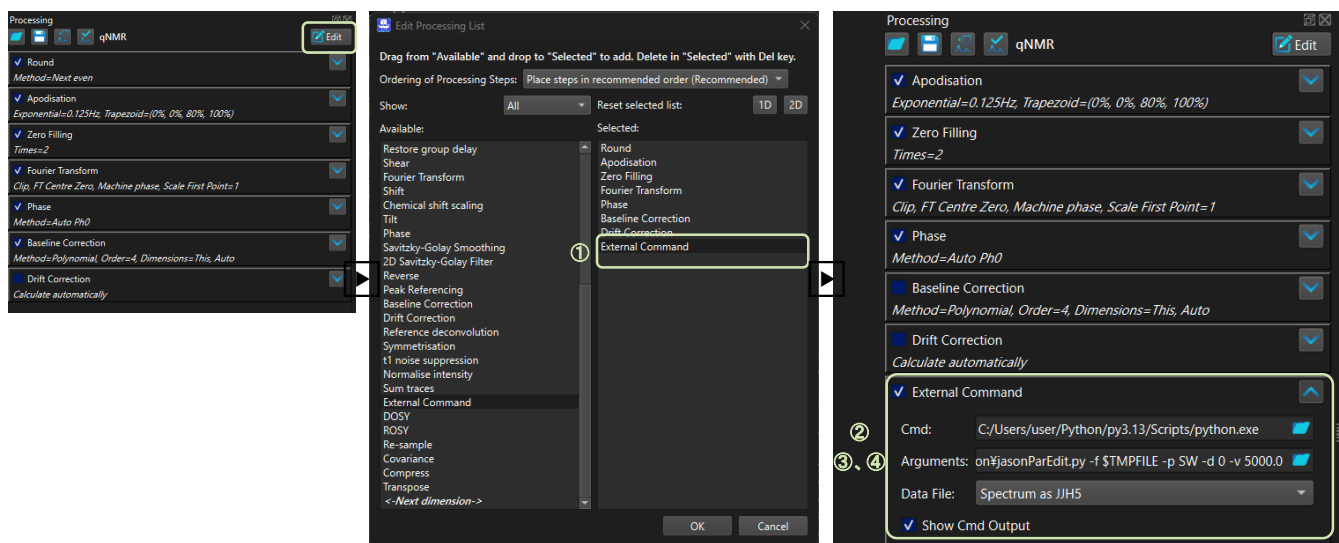 Processing
qNMR
Edit
Round
Method=Next even
Apodisation
Exponential=0.125Hz, Trapezoid=(0%, 0%, 80%, 100%)
Zero Filling
Times=2
Fourier Transform
Clip, FT Centre Zero, Machine phase, Scale First Point=1
Phase
Method=Auto Ph0
Baseline Correction
Method=Polynomial, Order=4, Dimensions=This, Auto
Drift Correction
Calculate automatically
Edit Processing List
Drag from "Available" and drop to "Selected" to add. Delete in "Selected" with Del key.
Ordering of Processing Steps: Place steps in recommended order (Recommended)
Show: All
Reset selected list: 1D 2D
Available:
Restore group delay
Shear
Fourier Transform
Shift
Chemical shift scaling
Tilt
Phase
Savitzky-Golay Smoothing
2D Savitzky-Golay Filter
Reverse
Peak Referencing
Baseline Correction
Drift Correction
Reference deconvolution
Symmetrisation
t1 noise suppression
Normalise intensity
Sum traces
External Command
DOSY
ROSY
Re-sample
Covariance
Compress
Transpose
<-Next dimension->
Selected:
Round
Apodisation
Zero Filling
Fourier Transform
Phase
Baseline Correction
Drift Correction
① External Command
OK Cancel
Processing
qNMR
Edit
Apodisation
Exponential=0.125Hz, Trapezoid=(0%, 0%, 80%, 100%)
Zero Filling
Times=2
Fourier Transform
Clip, FT Centre Zero, Machine phase, Scale First Point=1
Phase
Method=Auto Ph0
Baseline Correction
Method=Polynomial, Order=4, Dimensions=This, Auto
Drift Correction
Calculate automatically
External Command
② Cmd: C:/Users/user/Python/py3.13/Scripts/python.exe
③、④ Arguments: on¥jasonParEdit.py -f $TMPFILE -p SW -d 0 -v 5000.0
Data File: Spectrum as JJH5
Show Cmd Output